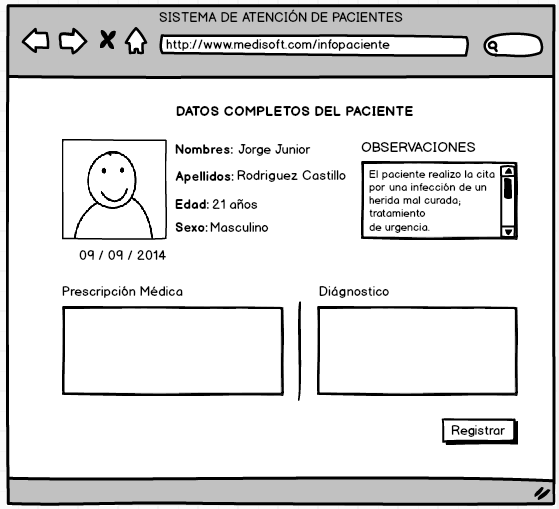 SISTEMA DE ATENCIÓN DE PACIENTES
http://www.medisoft.com/infopaciente
DATOS COMPLETOS DEL PACIENTE
Nombres: Jorge Junior
Apellidos: Rodriguez Castillo
Edad: 21 años
Sexo: Masculino
09 / 09 / 2014
OBSERVACIONES
El paciente realizo la cita
por una infección de un
herida mal curada;
tratamiento
de urgencia.
Prescripción Médica
Diágnostico
Registrar